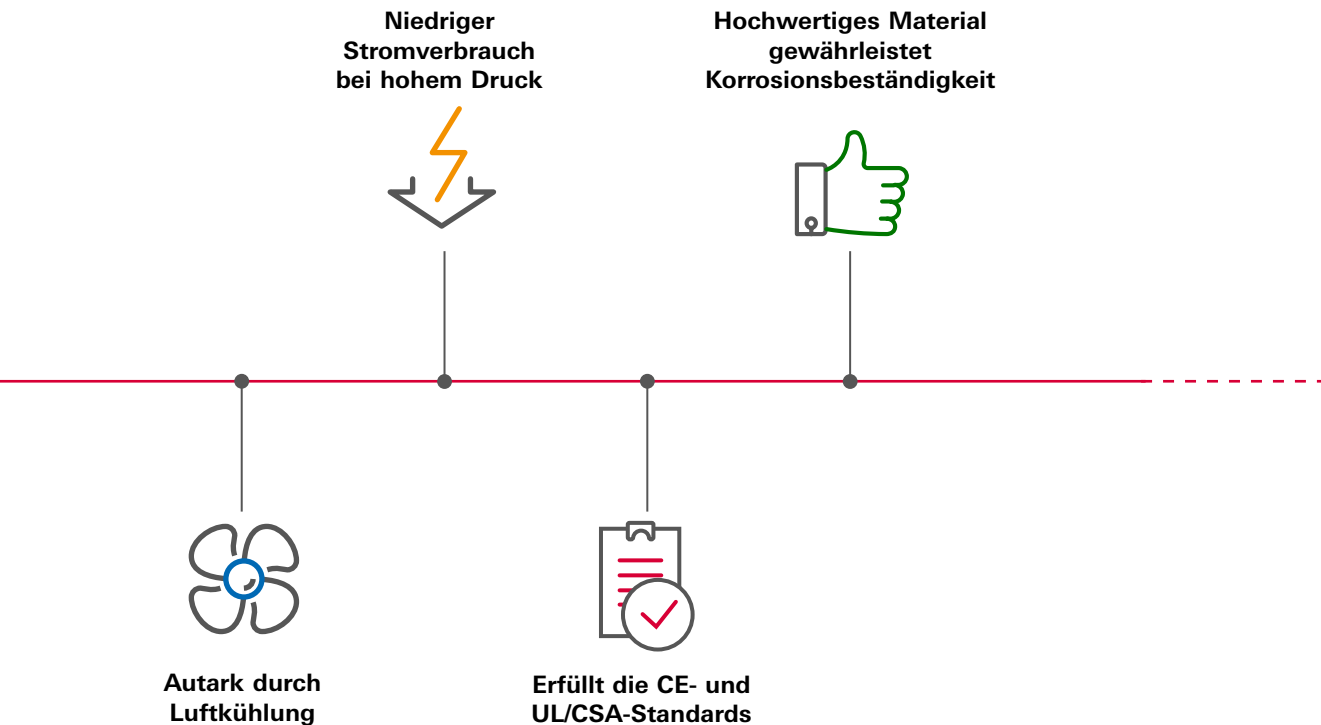 Niedriger
Stromverbrauch
bei hohem Druck
Hochwertiges Material
gewährleistet
Korrosionsbeständigkeit
Autark durch
Luftkühlung
Erfüllt die CE- und
UL/CSA-Standards